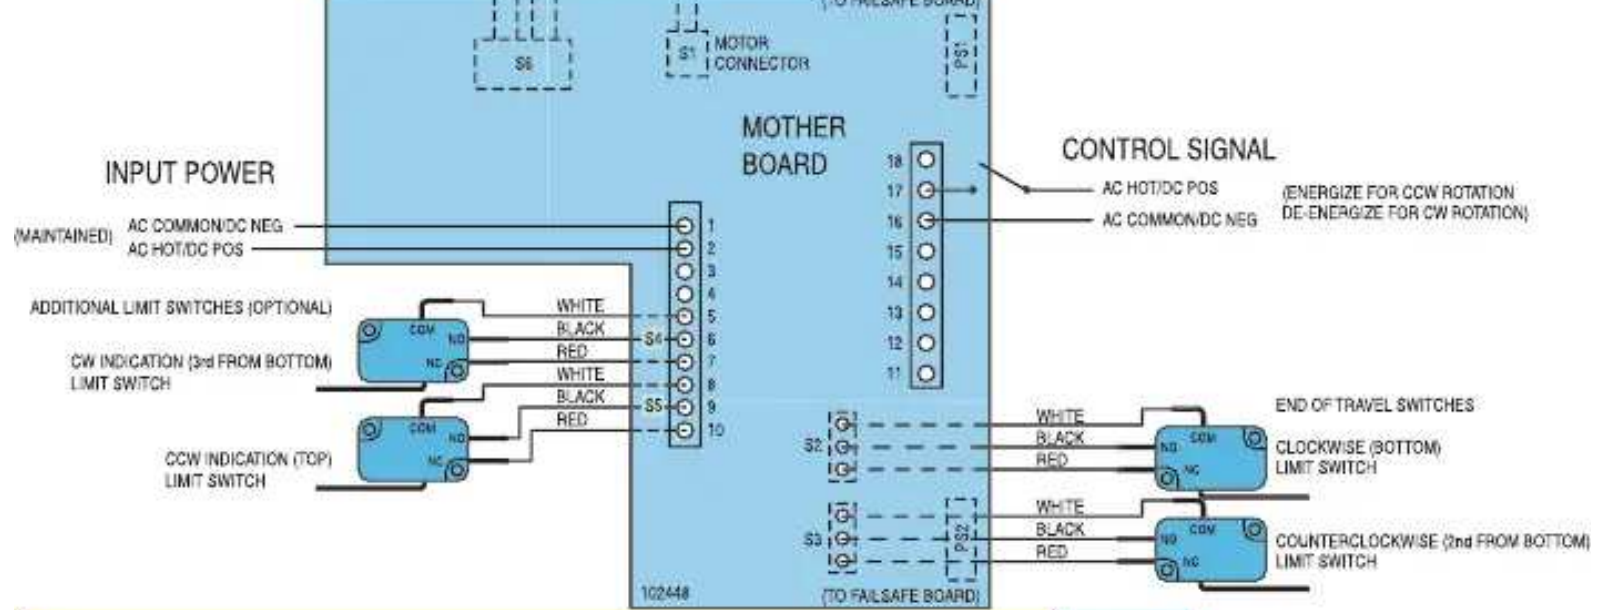 (TO FAILSAFE BOARD)
S6
S1
MOTOR
CONNECTOR
PS1
MOTHER
BOARD
INPUT POWER
(MAINTAINED)
AC COMMON/DC NEG
AC HOT/DC POS
1
2
3
4
5
6
7
8
9
10
18
17
16
15
14
13
12
11
CONTROL SIGNAL
AC HOT/DC POS
AC COMMON/DC NEG
(ENERGIZE FOR CCW ROTATION
DE-ENERGIZE FOR CW ROTATION)
ADDITIONAL LIMIT SWITCHES (OPTIONAL)
CW INDICATION (3rd FROM BOTTOM)
LIMIT SWITCH
COM
NO
NC
WHITE
BLACK
RED
S4
CCW INDICATION (TOP)
LIMIT SWITCH
COM
NO
NC
WHITE
BLACK
RED
S5
END OF TRAVEL SWITCHES
S2
WHITE
BLACK
RED
COM
NO
NC
CLOCKWISE (BOTTOM)
LIMIT SWITCH
S3
PS2
WHITE
BLACK
RED
COM
NO
NC
COUNTERCLOCKWISE (2nd FROM BOTTOM)
LIMIT SWITCH
102448
(TO FAILSAFE BOARD)